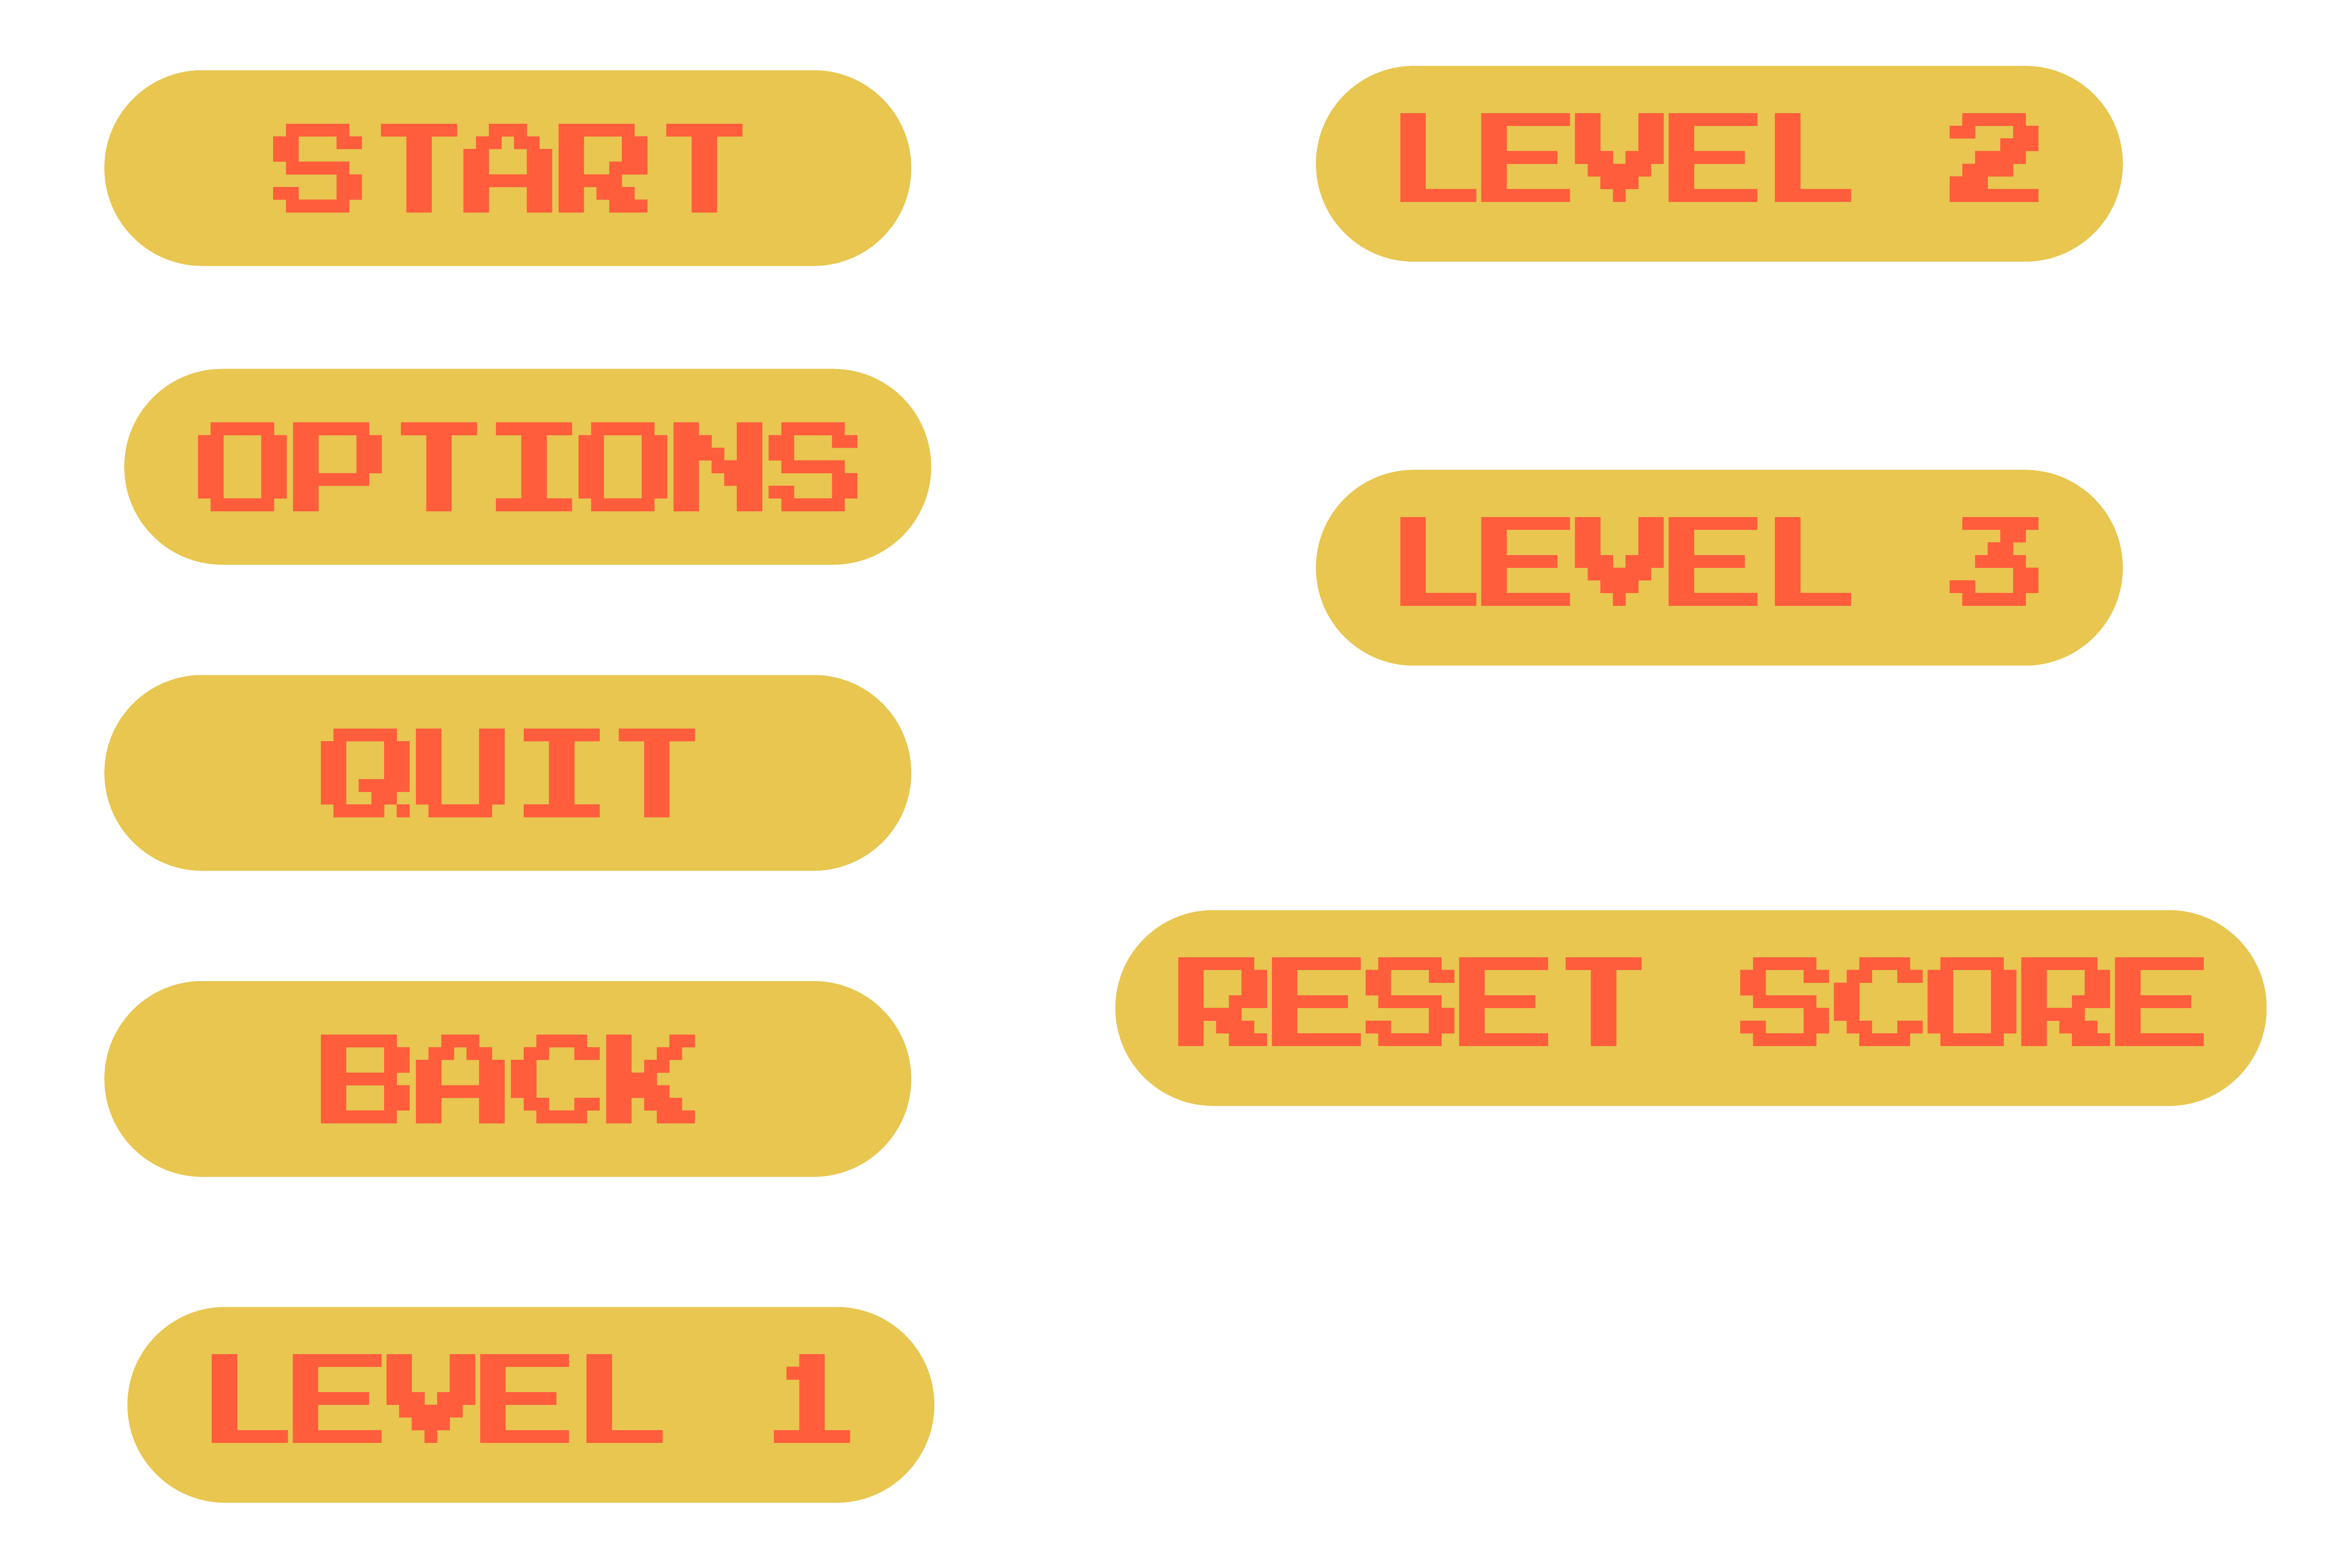 START
OPTIONS
QUIT
BACK
LEVEL 1
LEVEL 2
LEVEL 3
RESET SCORE